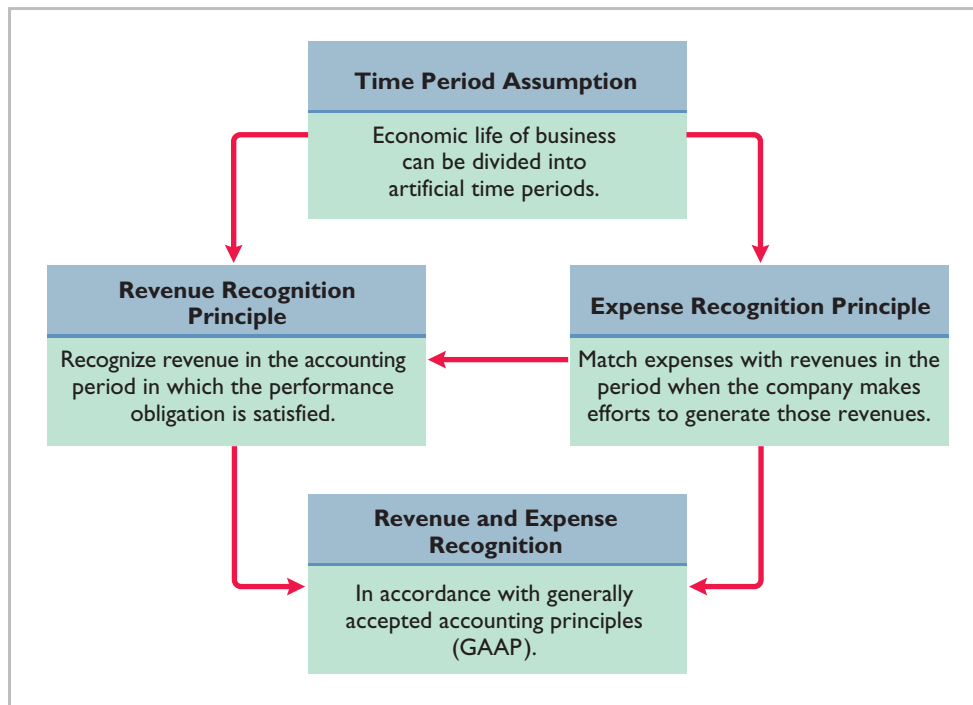 Time Period Assumption
Economic life of business
can be divided into
artificial time periods.
Revenue Recognition
Principle
Recognize revenue in the accounting
period in which the performance
obligation is satisfied.
Expense Recognition Principle
Match expenses with revenues in the
period when the company makes
efforts to generate those revenues.
Revenue and Expense
Recognition
In accordance with generally
accepted accounting principles
(GAAP).